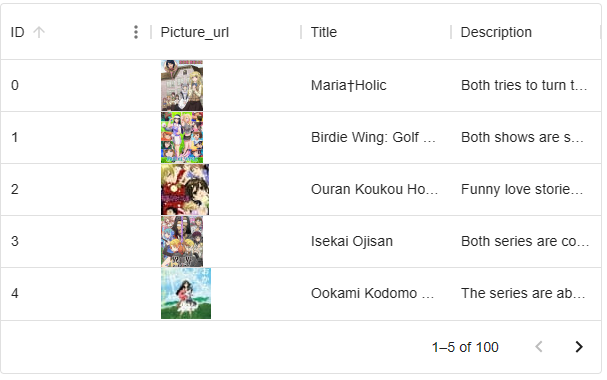 ID Picture_url Title Description
0 Maria†Holic Both tries to turn t...
1 Birdie Wing: Golf ... Both shows are s...
2 Ouran Koukou Ho... Funny love storie...
3 Isekai Ojisan Both series are co...
4 Ookami Kodomo ... The series are ab...
1–5 of 100